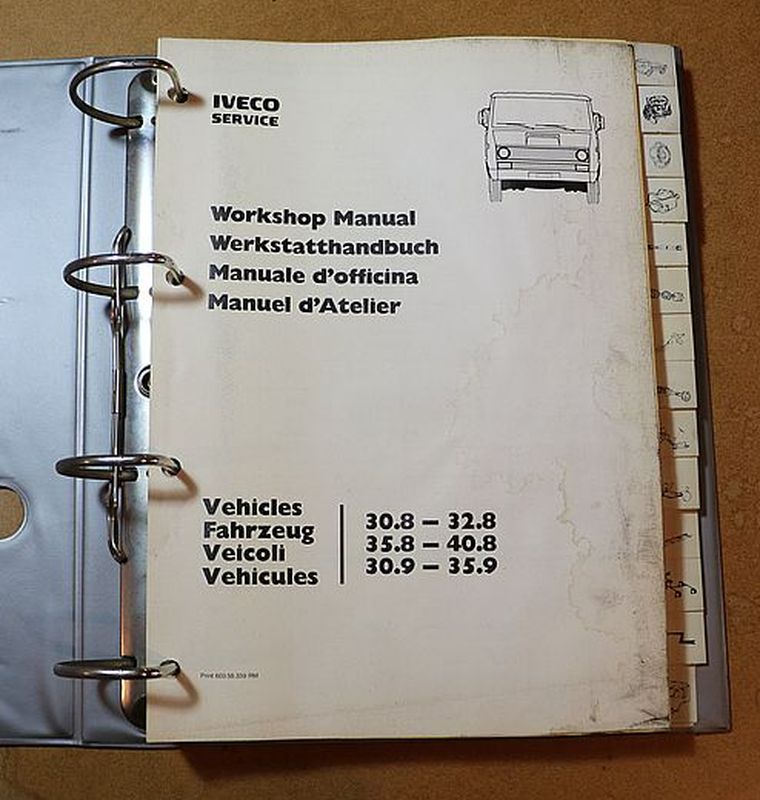 IVECO
SERVICE
Workshop Manual
Werkstatthandbuch
Manuale d'officina
Manuel d'Atelier
Vehicles
Fahrzeug
Veicoli
Vehicules
30.8 – 32.8
35.8 – 40.8
30.9 – 35.9
Print